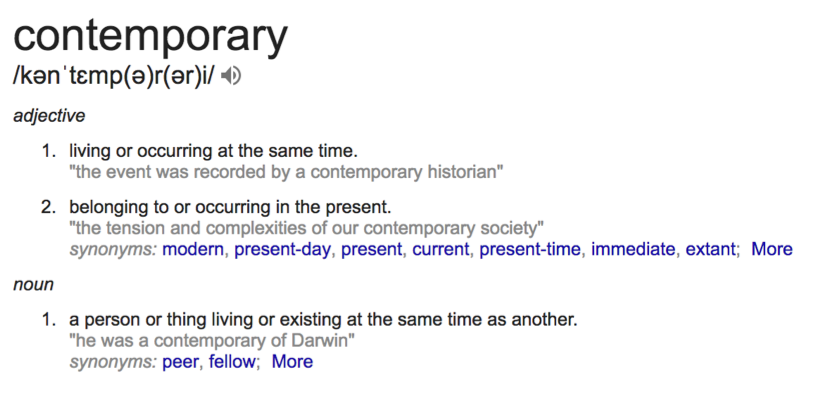 contemporary
/kənˈtɛmp(ə)r(ər)i/
adjective
1. living or occurring at the same time.
"the event was recorded by a contemporary historian"
2. belonging to or occurring in the present.
"the tension and complexities of our contemporary society"
synonyms: modern, present-day, present, current, present-time, immediate, extant; More
noun
1. a person or thing living or existing at the same time as another.
"he was a contemporary of Darwin"
synonyms: peer, fellow; More